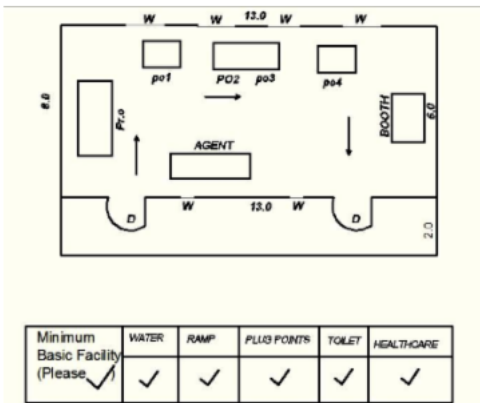 W 13.0 W W
po1 PO2 po3 po4
6.0
Pr.o
BOOTH
6.0
AGENT
D W 13.0 W D
2.0
Minimum Basic Facility (Please ✓)
WATER RAMP PLUG POINTS TOILET HEALTHCARE
✓ ✓ ✓ ✓ ✓